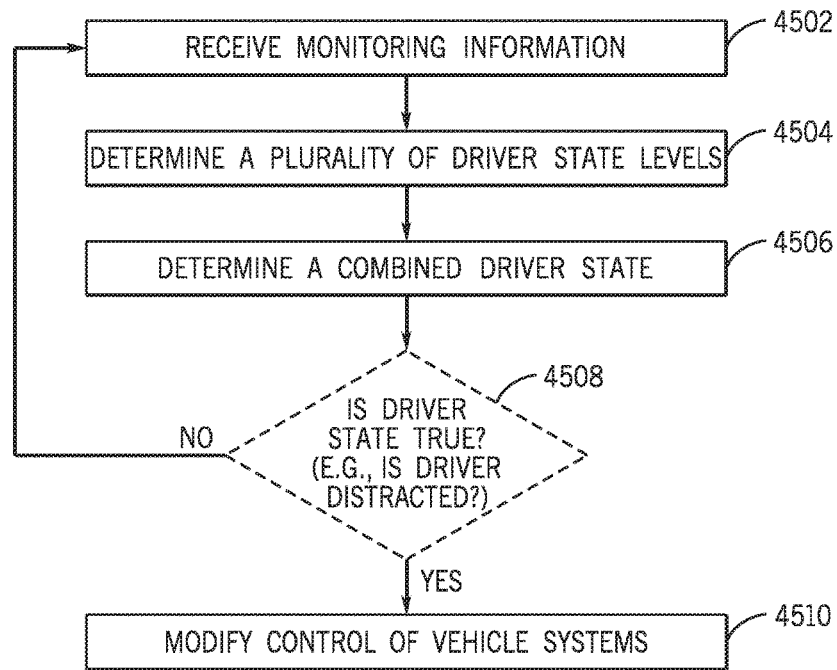 4502
RECEIVE MONITORING INFORMATION
4504
DETERMINE A PLURALITY OF DRIVER STATE LEVELS
4506
DETERMINE A COMBINED DRIVER STATE
4508
IS DRIVER
STATE TRUE?
(E.G., IS DRIVER
DISTRACTED?)
NO
YES
4510
MODIFY CONTROL OF VEHICLE SYSTEMS